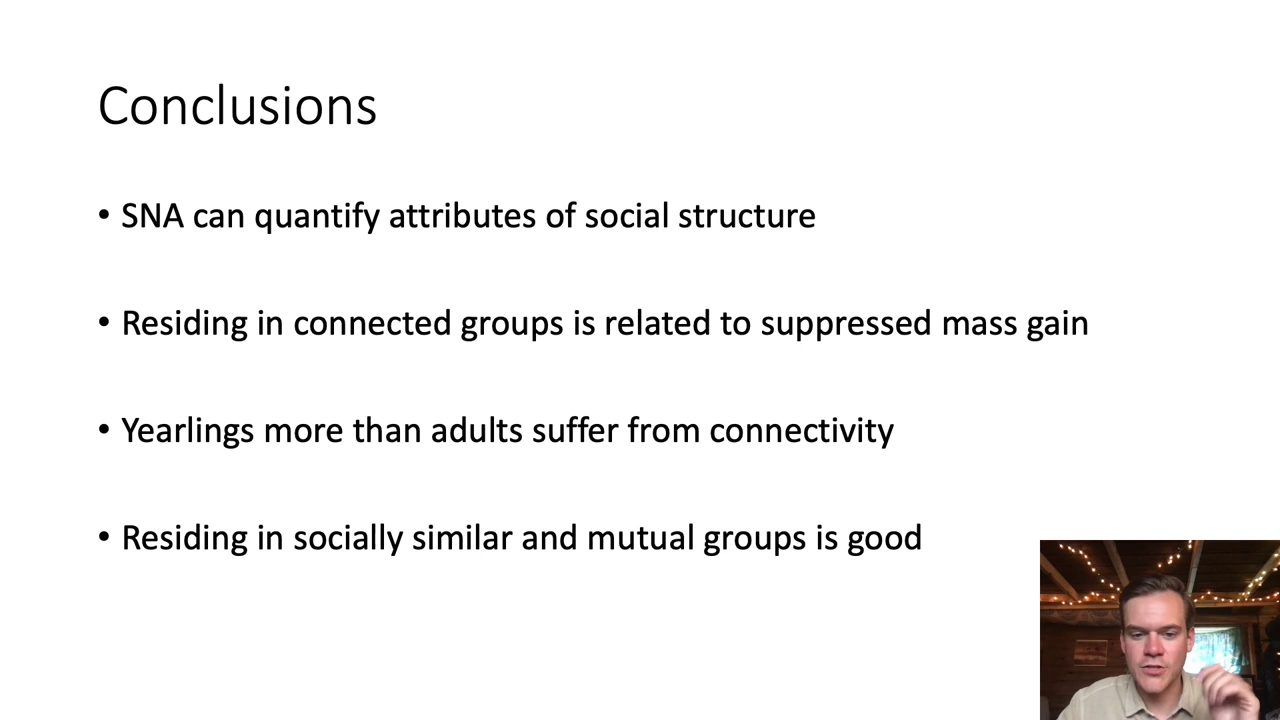 Conclusions
• SNA can quantify attributes of social structure
• Residing in connected groups is related to suppressed mass gain
• Yearlings more than adults suffer from connectivity
• Residing in socially similar and mutual groups is good